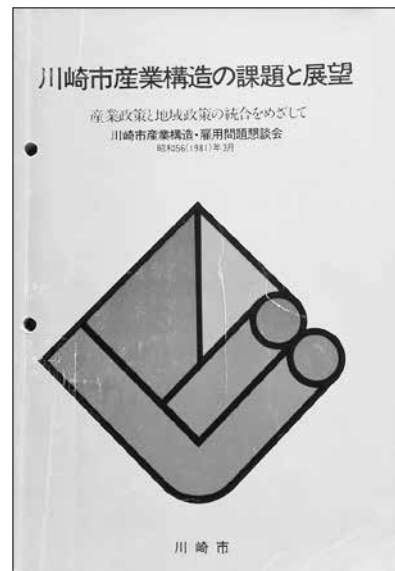 川崎市産業構造の課題と展望
産業政策と地域政策の統合をめざして
川崎市産業構造・雇用問題懇談会
昭和56(1981)年3月
川崎市